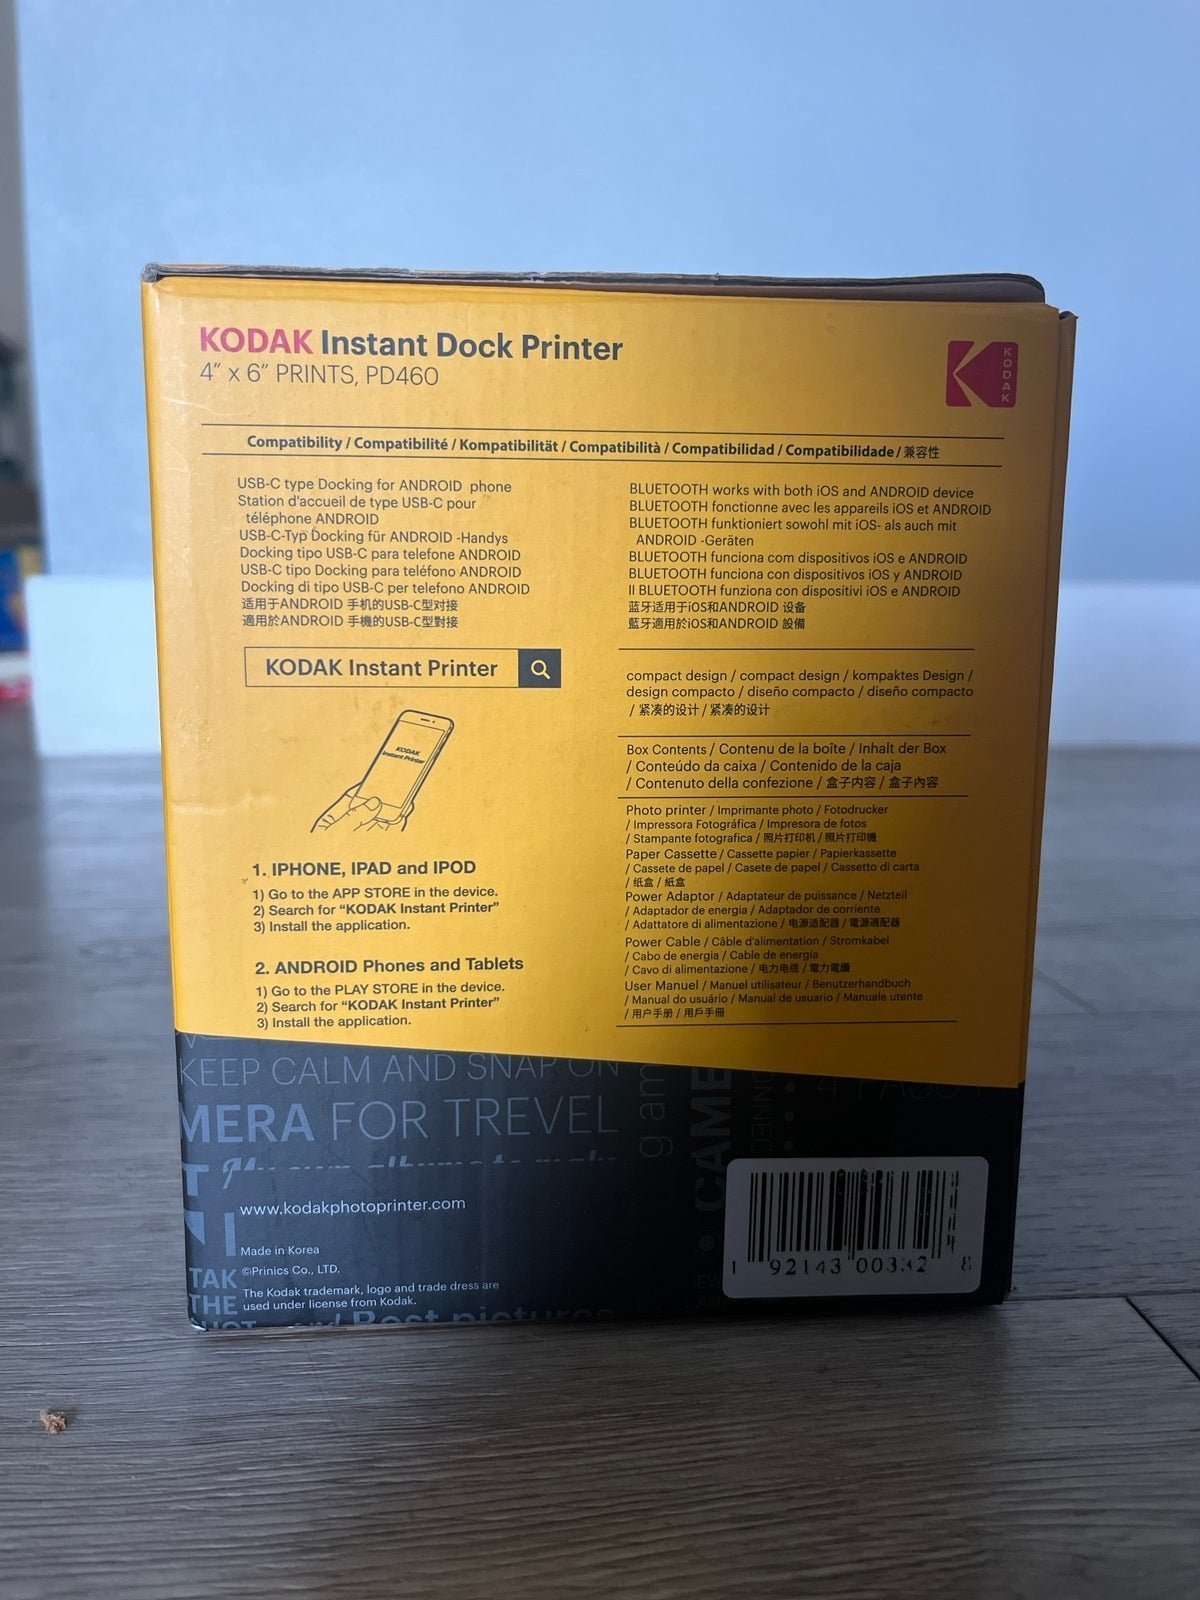 KODAK Instant Dock Printer
4" x 6" PRINTS, PD460
KODAK
Compatibility / Compatibilité / Kompatibilität / Compatibilità / Compatibilidad / Compatibilidade / 兼容性
USB-C type Docking for ANDROID phone
Station d'accueil de type USB-C pour
téléphone ANDROID
USB-C-Typ Docking für ANDROID -Handys
Docking tipo USB-C para telefone ANDROID
USB-C tipo Docking para teléfono ANDROID
Docking di tipo USB-C per telefono ANDROID
适用于ANDROID 手机的USB-C型对接
適用於ANDROID 手機的USB-C型對接
KODAK Instant Printer
KODAK
Instant Printer
1. IPHONE, IPAD and IPOD
1) Go to the APP STORE in the device.
2) Search for “KODAK Instant Printer”
3) Install the application.
2. ANDROID Phones and Tablets
1) Go to the PLAY STORE in the device.
2) Search for “KODAK Instant Printer”
3) Install the application.
BLUETOOTH works with both iOS and ANDROID device
BLUETOOTH fonctionne avec les appareils iOS et ANDROID
BLUETOOTH funktioniert sowohl mit iOS- als auch mit
ANDROID -Geräten
BLUETOOTH funciona com dispositivos iOS e ANDROID
BLUETOOTH funciona con dispositivos iOS y ANDROID
Il BLUETOOTH funziona con dispositivi iOS e ANDROID
蓝牙适用于iOS和ANDROID 设备
藍牙適用於iOS和ANDROID 設備
compact design / compact design / kompaktes Design /
design compacto / diseño compacto / diseño compacto
/ 紧凑的设计 / 紧凑的设计
Box Contents / Contenu de la boîte / Inhalt der Box
/ Conteúdo da caixa / Contenido de la caja
/ Contenuto della confezione / 盒子内容 / 盒子內容
Photo printer / Imprimante photo / Fotodrucker
/ Impressora Fotográfica / Impresora de fotos
/ Stampante fotografica / 照片打印机 / 照片打印機
Paper Cassette / Cassette papier / Papierkassette
/ Cassete de papel / Casete de papel / Cassetto di carta
/ 纸盒 / 紙盒
Power Adaptor / Adaptateur de puissance / Netzteil
/ Adaptador de energia / Adaptador de corriente
/ Adattatore di alimentazione / 电源适配器 / 電源適配器
Power Cable / Câble d'alimentation / Stromkabel
/ Cabo de energia / Cable de energia
/ Cavo di alimentazione / 电力电缆 / 電力電纜
User Manuel / Manuel utilisateur / Benutzerhandbuch
/ Manual do usuário / Manual de usuario / Manuale utente
/ 用户手册 / 用戶手冊
KEEP CALM AND SNAP ON
MERA FOR TREVEL
gam
CAME
ONNEC
www.kodakphotoprinter.com
Made in Korea
©Prinics Co., LTD.
The Kodak trademark, logo and trade dress are
used under license from Kodak.
TAK
THE
Best pictures
1 92143 00332 8